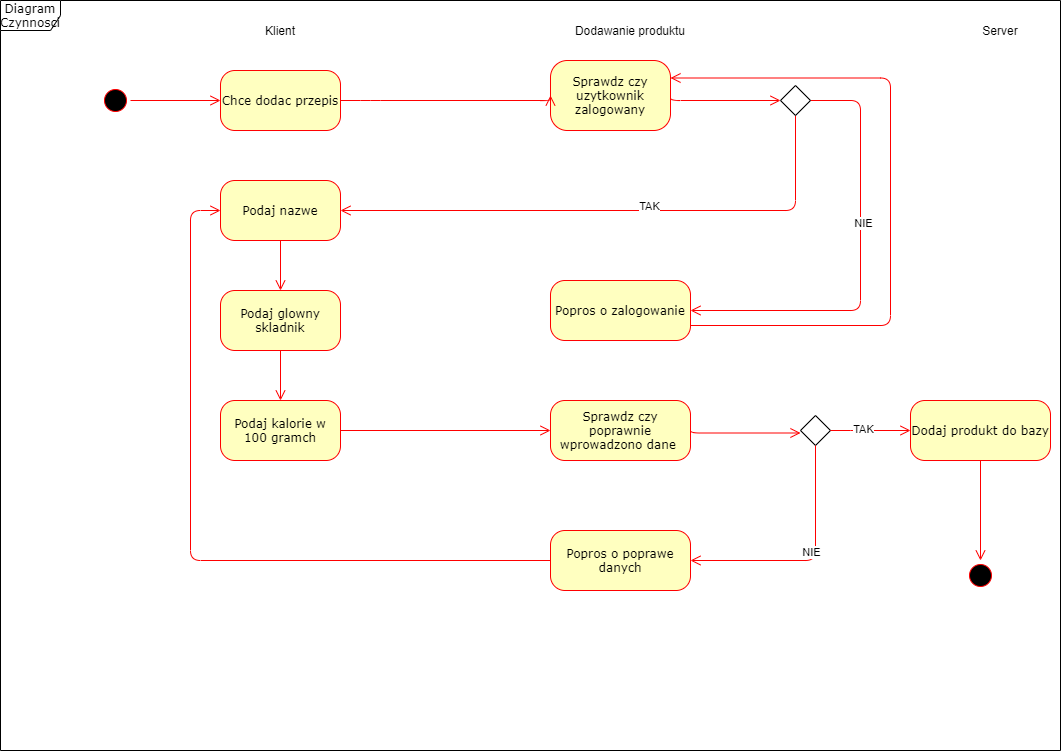 Diagram
Czynnosci
Klient
Dodawanie produktu
Server
Chce dodac przepis
Sprawdz czy
uzytkownik
zalogowany
Podaj nazwe
TAK
NIE
Podaj glowny
skladnik
Popros o zalogowanie
Podaj kalorie w
100 gramch
Sprawdz czy
poprawnie
wprowadzono dane
TAK
Dodaj produkt do bazy
NIE
Popros o poprawe
danych